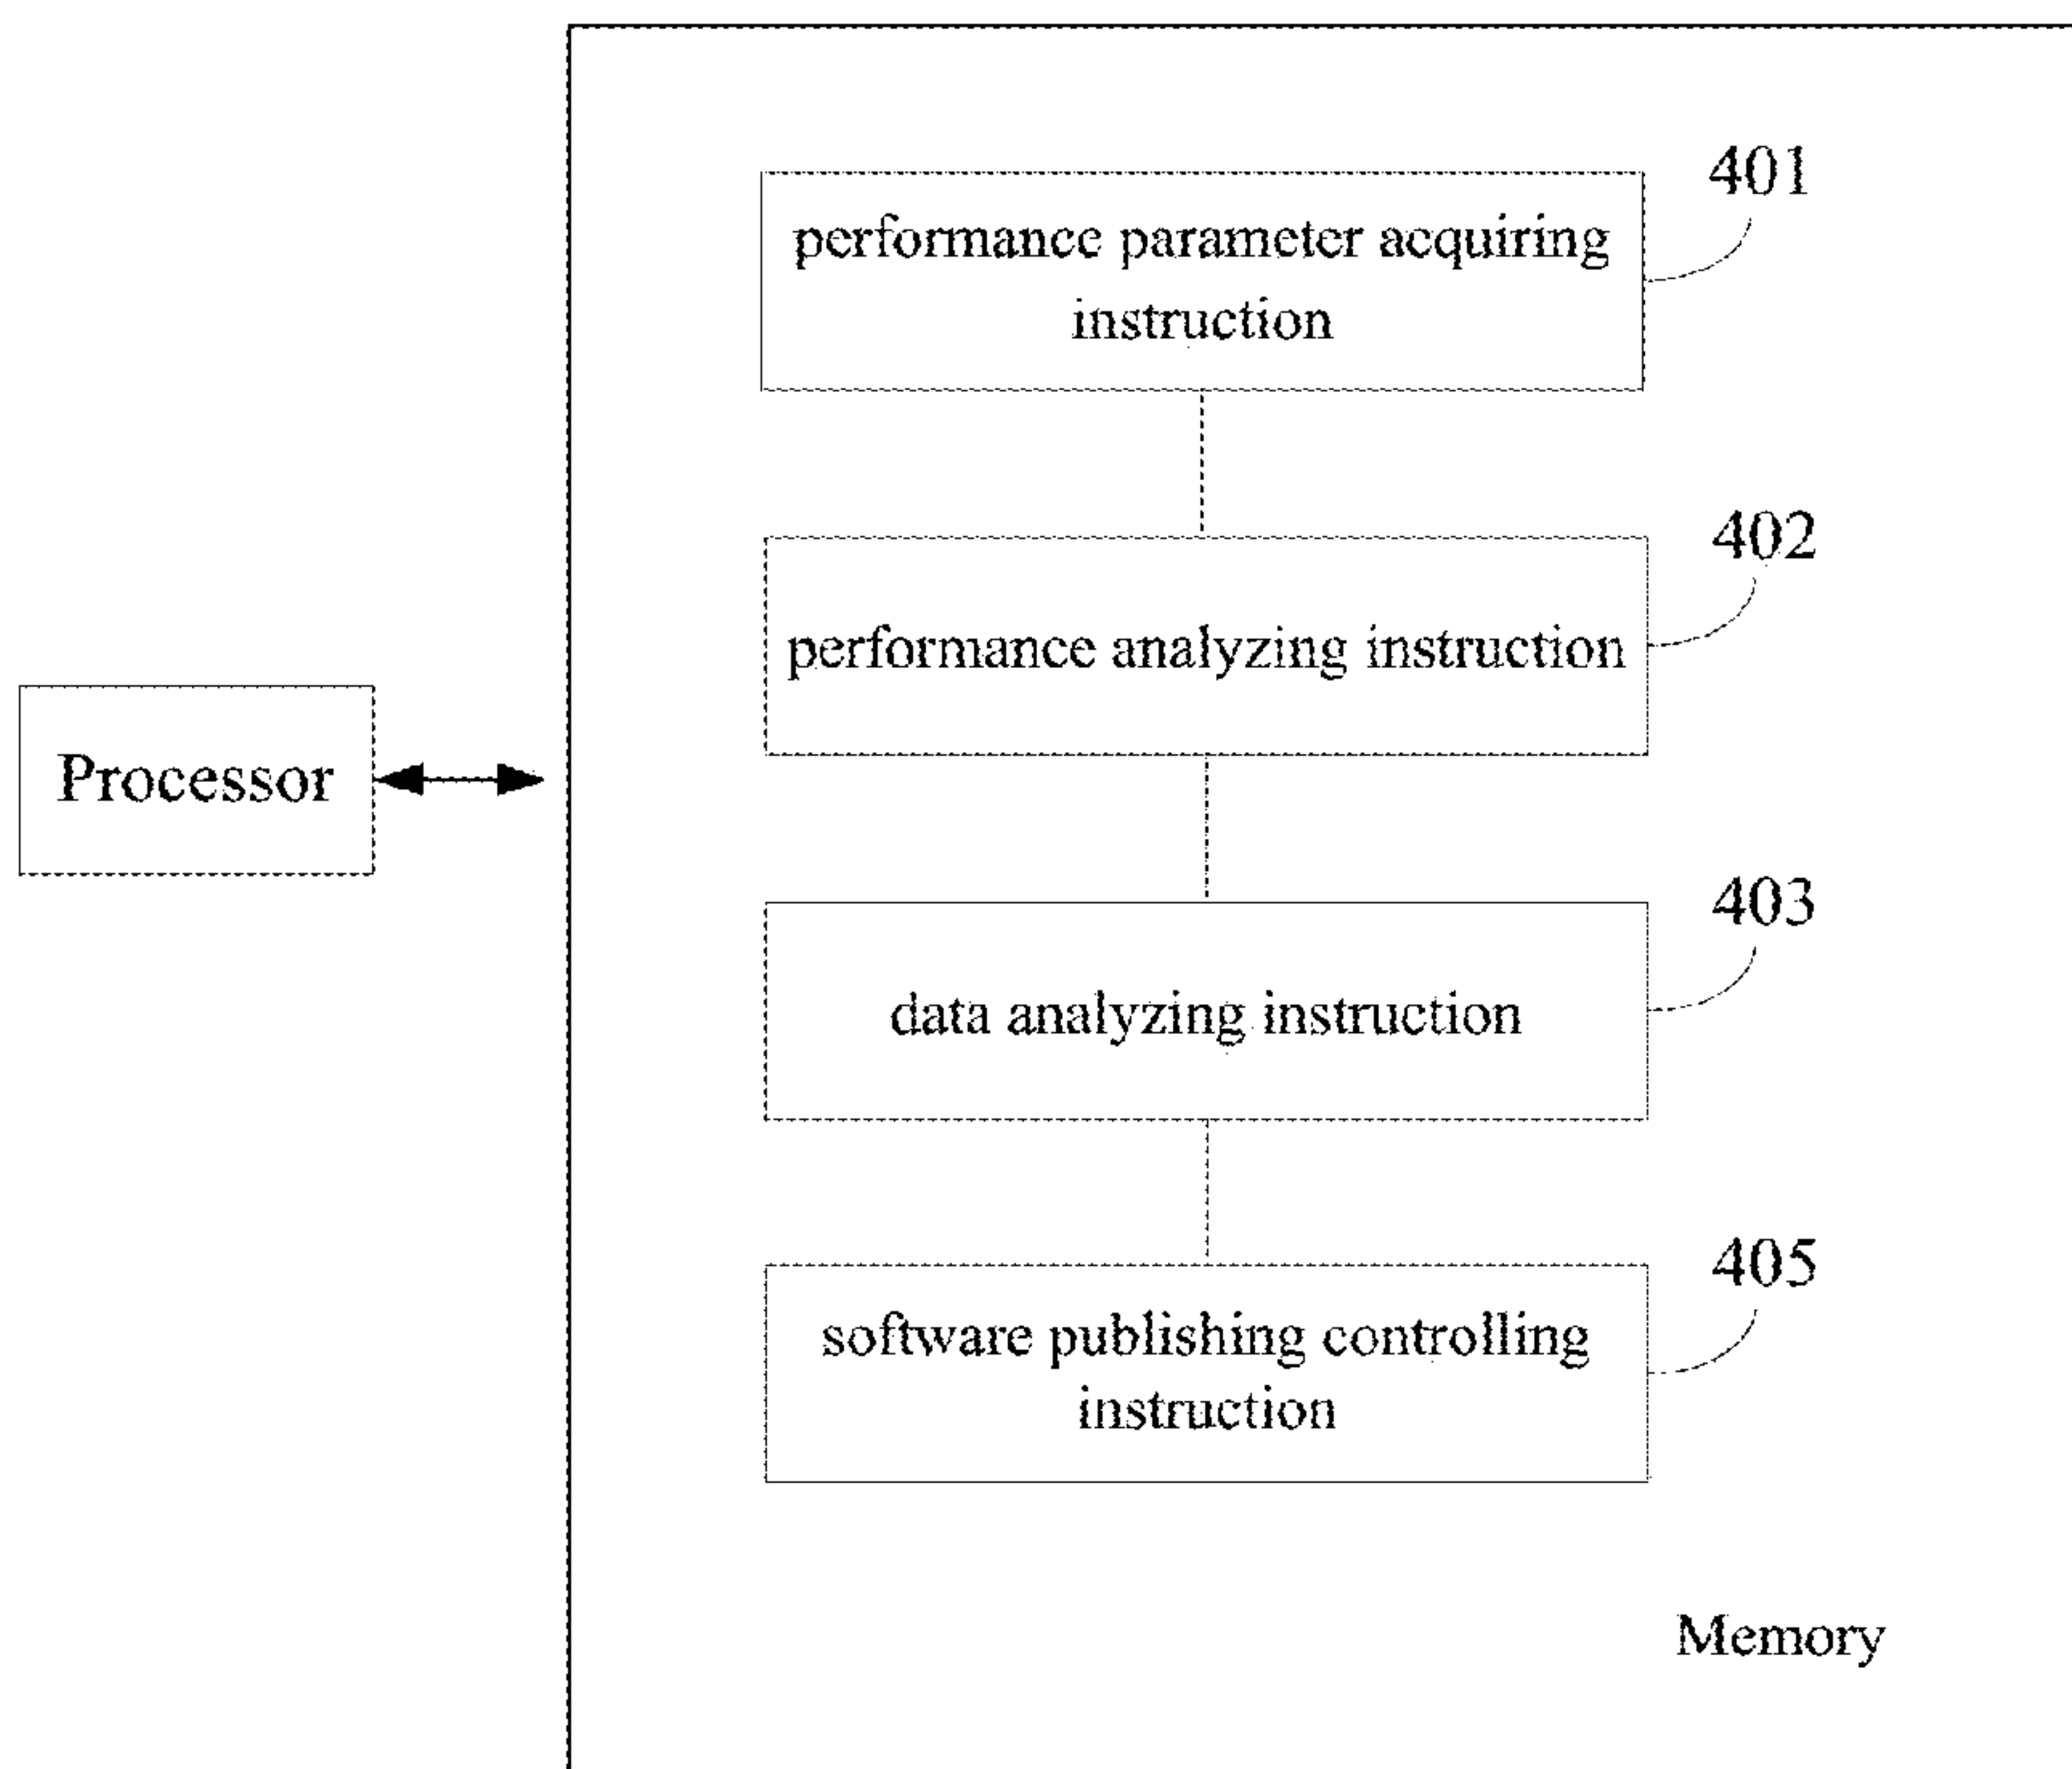 401
performance parameter acquiring
instruction
402
performance analyzing instruction
Processor
403
data analyzing instruction
405
software publishing controlling
instruction
Memory